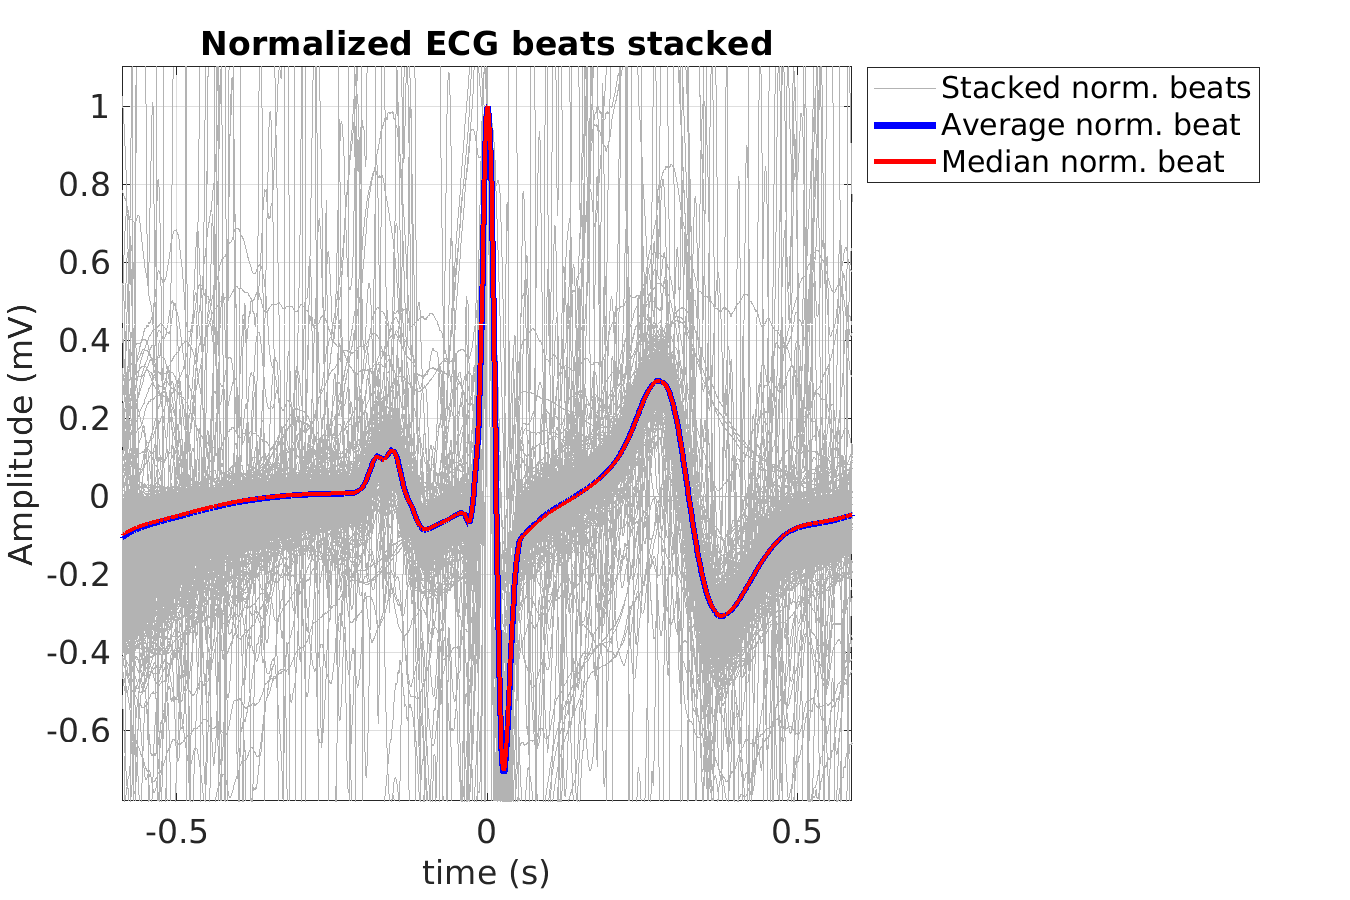 Normalized ECG beats stacked
Stacked norm. beats
Average norm. beat
Median norm. beat
1
0.8
0.6
0.4
0.2
0
-0.2
-0.4
-0.6
Amplitude (mV)
-0.5
0
0.5
time (s)